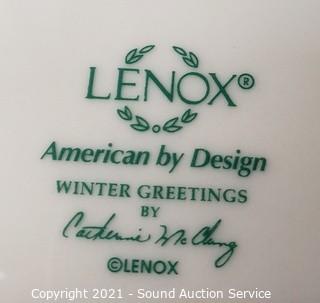 LENOX®
American by Design
WINTER GREETINGS
BY
Catherine McClung
©LENOX
Copyright 2021 - Sound Auction Service